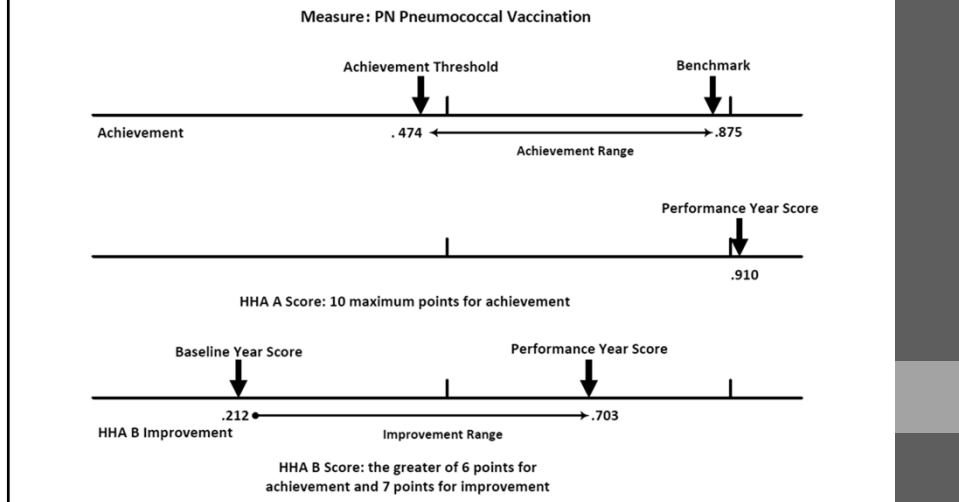 Measure: PN Pneumococcal Vaccination
Achievement Threshold
Benchmark
Achievement
. 474
.875
Achievement Range
Performance Year Score
.910
HHA A Score: 10 maximum points for achievement
Baseline Year Score
Performance Year Score
.212
.703
HHA B Improvement
Improvement Range
HHA B Score: the greater of 6 points for
achievement and 7 points for improvement